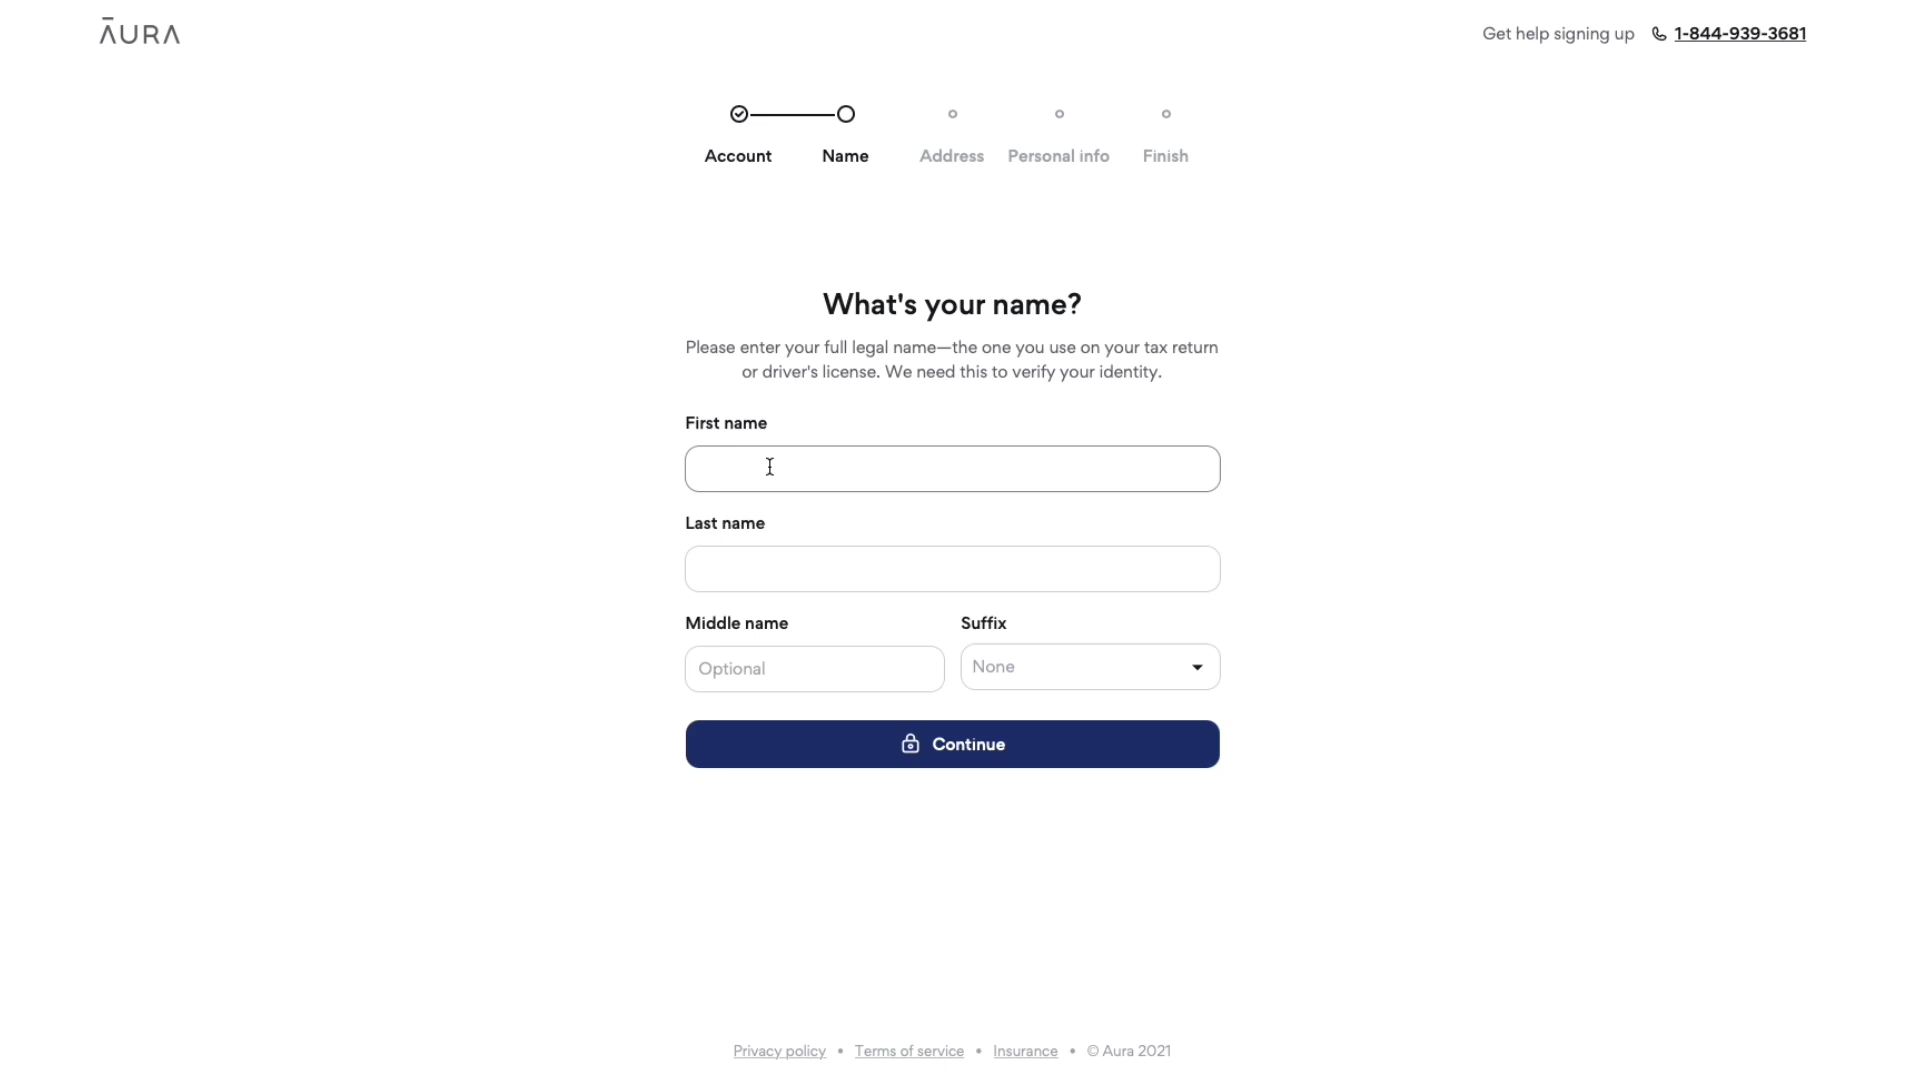 ĀURA
Get help signing up 1-844-939-3681
Account Name Address Personal info Finish
What's your name?
Please enter your full legal name—the one you use on your tax return
or driver's license. We need this to verify your identity.
First name
Last name
Middle name Suffix
Optional None
Continue
Privacy policy • Terms of service • Insurance • © Aura 2021